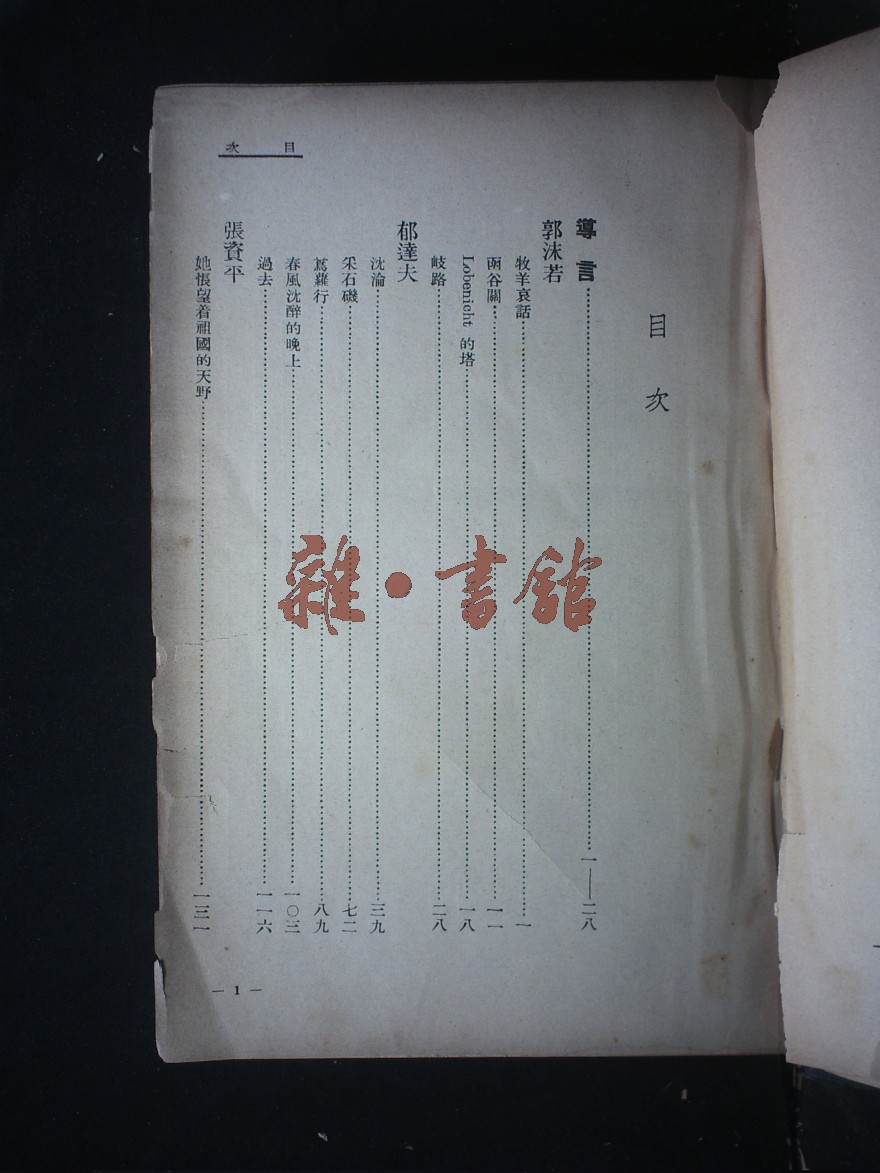 目次
目次
導言……一——二八
郭沫若
牧羊哀話……一
函谷關……一一
Lobenicht 的塔……一八
岐路……二八
郁達夫
沈淪……三九
采石磯……七二
蔦蘿行……八九
春風沈醉的晚上……一〇三
過去……一一六
張資平
她悵望着祖國的天野……一三一
— 1 —
雜·書館